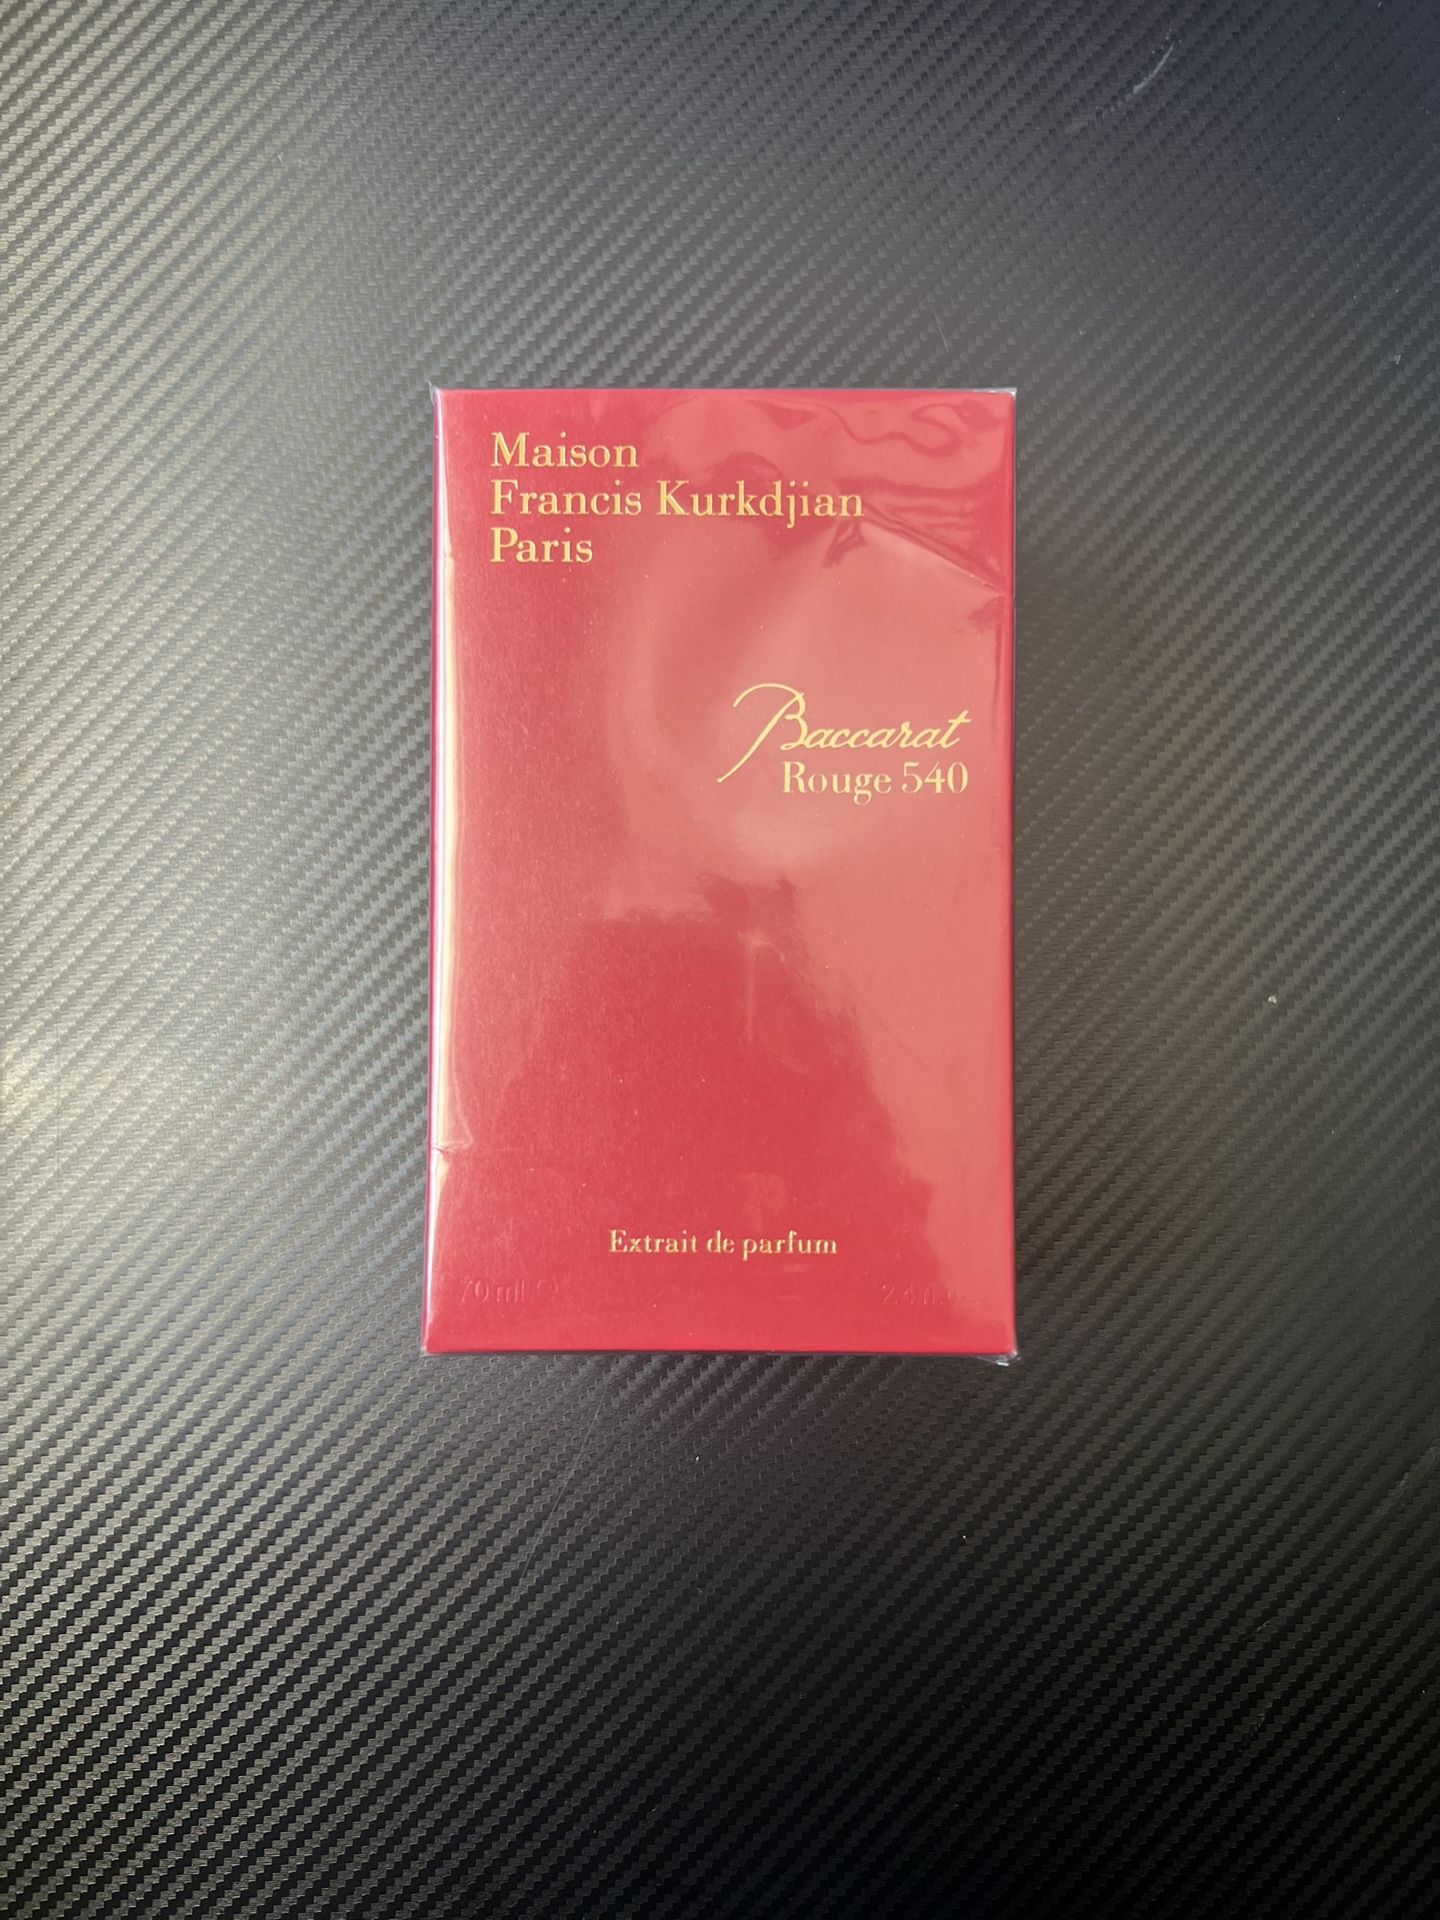 Maison
Francis Kurkdjian
Paris
Baccarat
Rouge 540
Extrait de parfum
70 ml ℮ 2.4 fl.oz.